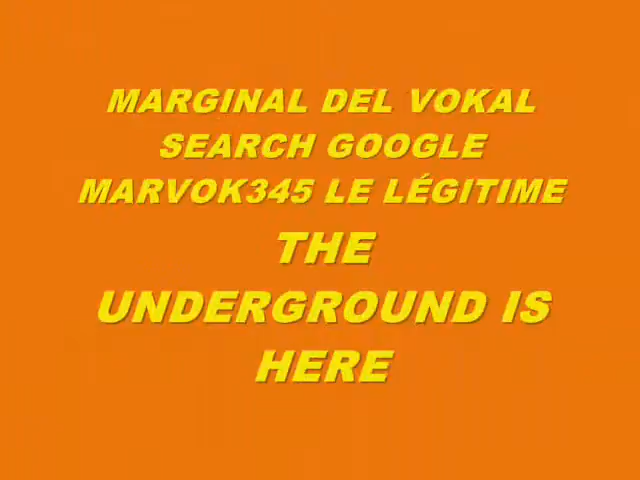 MARGINAL DEL VOKAL
SEARCH GOOGLE
MARVOK345 LE LÉGITIME
THE
UNDERGROUND IS
HERE